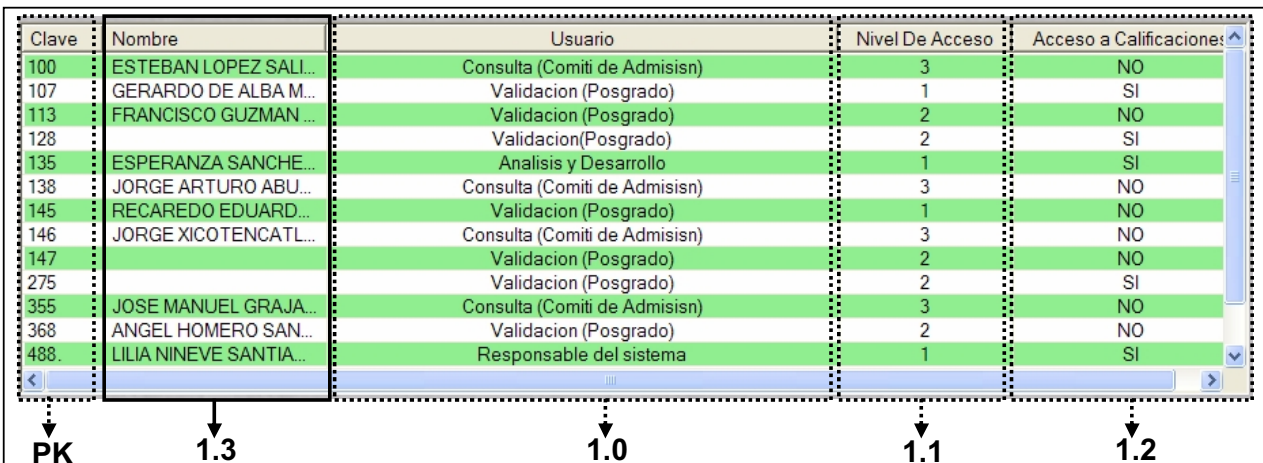 Clave Nombre Usuario Nivel De Acceso Acceso a Calificaciones
100 ESTEBAN LOPEZ SALI... Consulta (Comiti de Admisisn) 3 NO
107 GERARDO DE ALBA M... Validacion (Posgrado) 1 SI
113 FRANCISCO GUZMAN ... Validacion (Posgrado) 2 NO
128 Validacion(Posgrado) 2 SI
135 ESPERANZA SANCHE... Analisis y Desarrollo 1 SI
138 JORGE ARTURO ABU... Consulta (Comiti de Admisisn) 3 NO
145 RECAREDO EDUARD... Validacion (Posgrado) 1 NO
146 JORGE XICOTENCATL... Consulta (Comiti de Admisisn) 3 NO
147 Validacion (Posgrado) 2 NO
275 Validacion (Posgrado) 2 SI
355 JOSE MANUEL GRAJA... Consulta (Comiti de Admisisn) 3 NO
368 ANGEL HOMERO SAN... Validacion (Posgrado) 2 NO
488. LILIA NINEVE SANTIA... Responsable del sistema 1 SI
PK 1.3 1.0 1.1 1.2